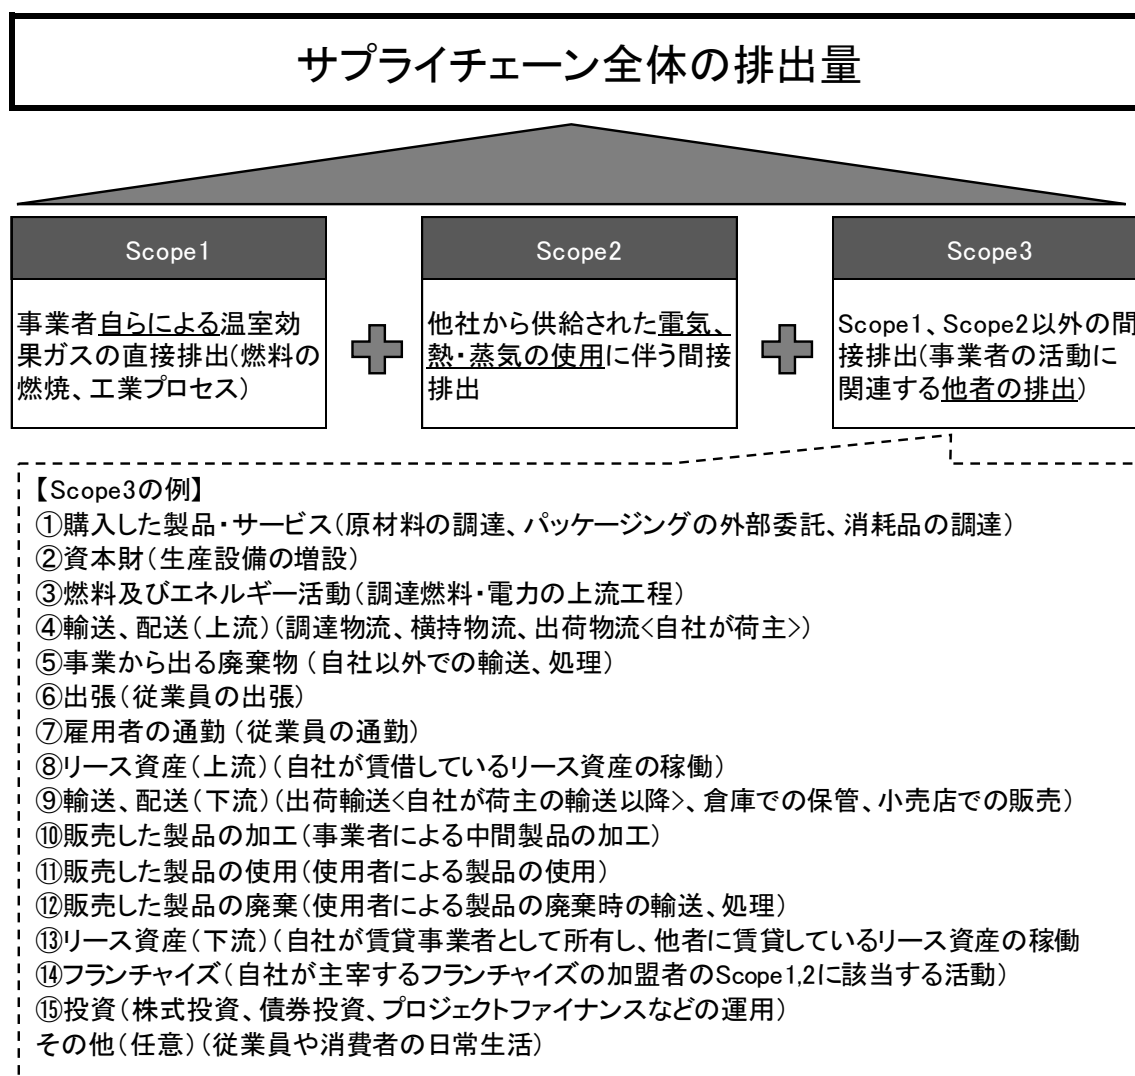 サプライチェーン全体の排出量
Scope1
事業者自らによる温室効
果ガスの直接排出(燃料の
燃焼、工業プロセス)
Scope2
他社から供給された電気、
熱・蒸気の使用に伴う間接
排出
Scope3
Scope1、Scope2以外の間
接排出(事業者の活動に
関連する他者の排出)
【Scope3の例】
①購入した製品・サービス(原材料の調達、パッケージングの外部委託、消耗品の調達)
②資本財(生産設備の増設)
③燃料及びエネルギー活動(調達燃料・電力の上流工程)
④輸送、配送(上流)(調達物流、横持物流、出荷物流<自社が荷主>)
⑤事業から出る廃棄物(自社以外での輸送、処理)
⑥出張(従業員の出張)
⑦雇用者の通勤(従業員の通勤)
⑧リース資産(上流)(自社が賃借しているリース資産の稼働)
⑨輸送、配送(下流)(出荷輸送<自社が荷主の輸送以降>、倉庫での保管、小売店での販売)
⑩販売した製品の加工(事業者による中間製品の加工)
⑪販売した製品の使用(使用者による製品の使用)
⑫販売した製品の廃棄(使用者による製品の廃棄時の輸送、処理)
⑬リース資産(下流)(自社が賃貸事業者として所有し、他者に賃貸しているリース資産の稼働
⑭フランチャイズ(自社が主宰するフランチャイズの加盟者のScope1,2に該当する活動)
⑮投資(株式投資、債券投資、プロジェクトファイナンスなどの運用)
その他(任意)(従業員や消費者の日常生活)